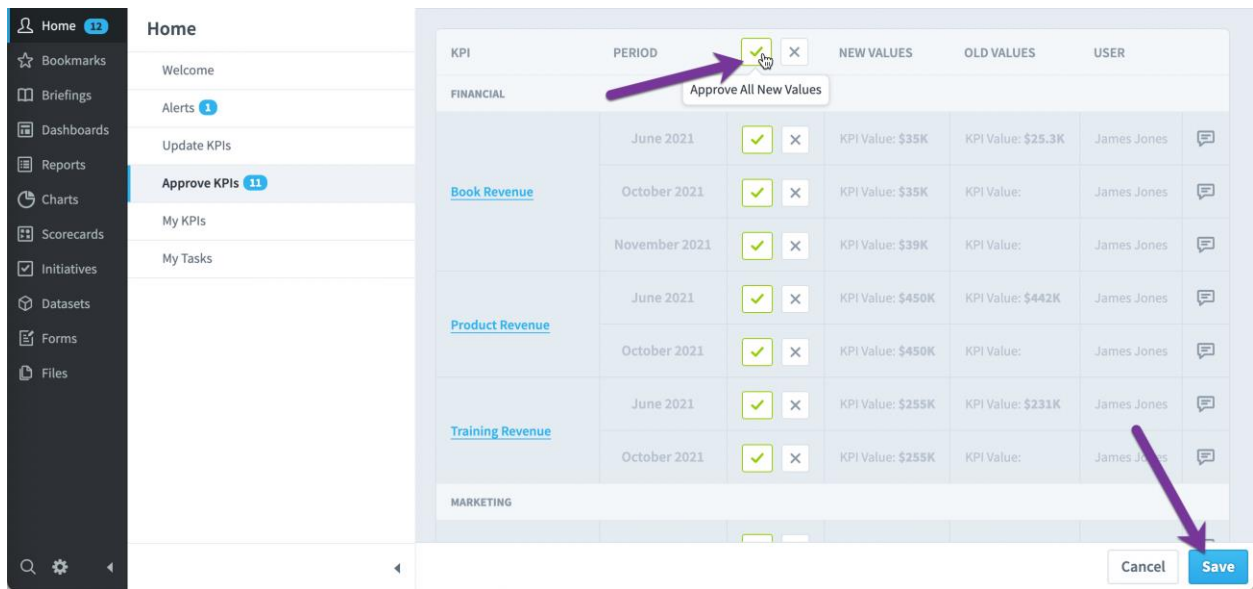 Home 12
Bookmarks
Briefings
Dashboards
Reports
Charts
Scorecards
Initiatives
Datasets
Forms
Files
Home
Welcome
Alerts 1
Update KPIs
Approve KPIs 11
My KPIs
My Tasks
KPI PERIOD NEW VALUES OLD VALUES USER
Approve All New Values
FINANCIAL
June 2021 KPI Value: $35K KPI Value: $25.3K James Jones
Book Revenue October 2021 KPI Value: $35K KPI Value: James Jones
November 2021 KPI Value: $39K KPI Value: James Jones
June 2021 KPI Value: $450K KPI Value: $442K James Jones
Product Revenue
October 2021 KPI Value: $450K KPI Value: James Jones
June 2021 KPI Value: $255K KPI Value: $231K James Jones
Training Revenue
October 2021 KPI Value: $255K KPI Value: James Jones
MARKETING
Cancel Save